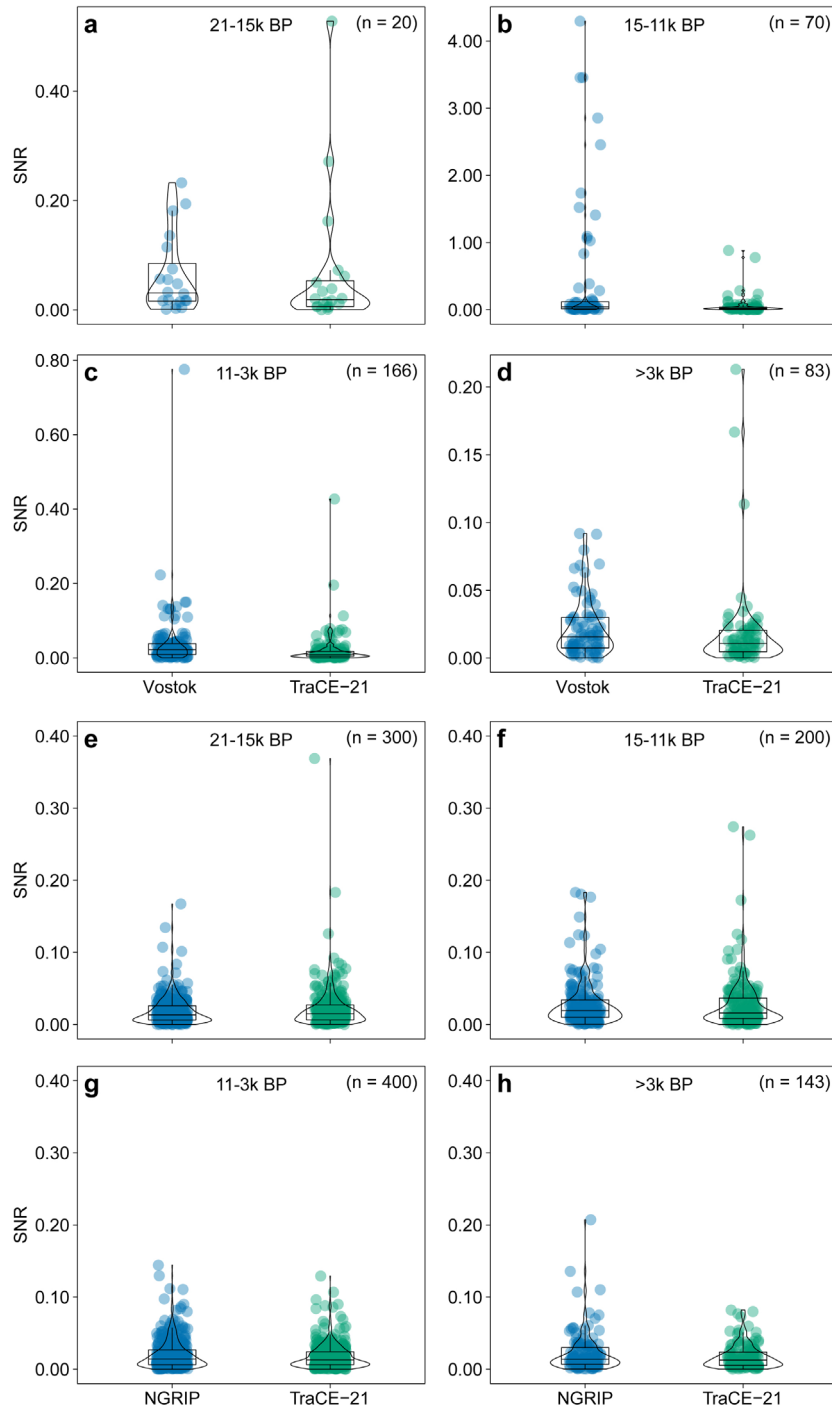 a 21-15k BP (n = 20)
0.40
0.20
0.00
SNR
b 15-11k BP (n = 70)
4.00
3.00
2.00
1.00
0.00
c 11-3k BP (n = 166)
0.80
0.60
0.40
0.20
0.00
SNR
Vostok TraCE−21
d >3k BP (n = 83)
0.20
0.15
0.10
0.05
0.00
Vostok TraCE−21
e 21-15k BP (n = 300)
0.40
0.30
0.20
0.10
0.00
SNR
f 15-11k BP (n = 200)
0.40
0.30
0.20
0.10
0.00
g 11-3k BP (n = 400)
0.40
0.30
0.20
0.10
0.00
SNR
NGRIP TraCE−21
h >3k BP (n = 143)
0.40
0.30
0.20
0.10
0.00
NGRIP TraCE−21